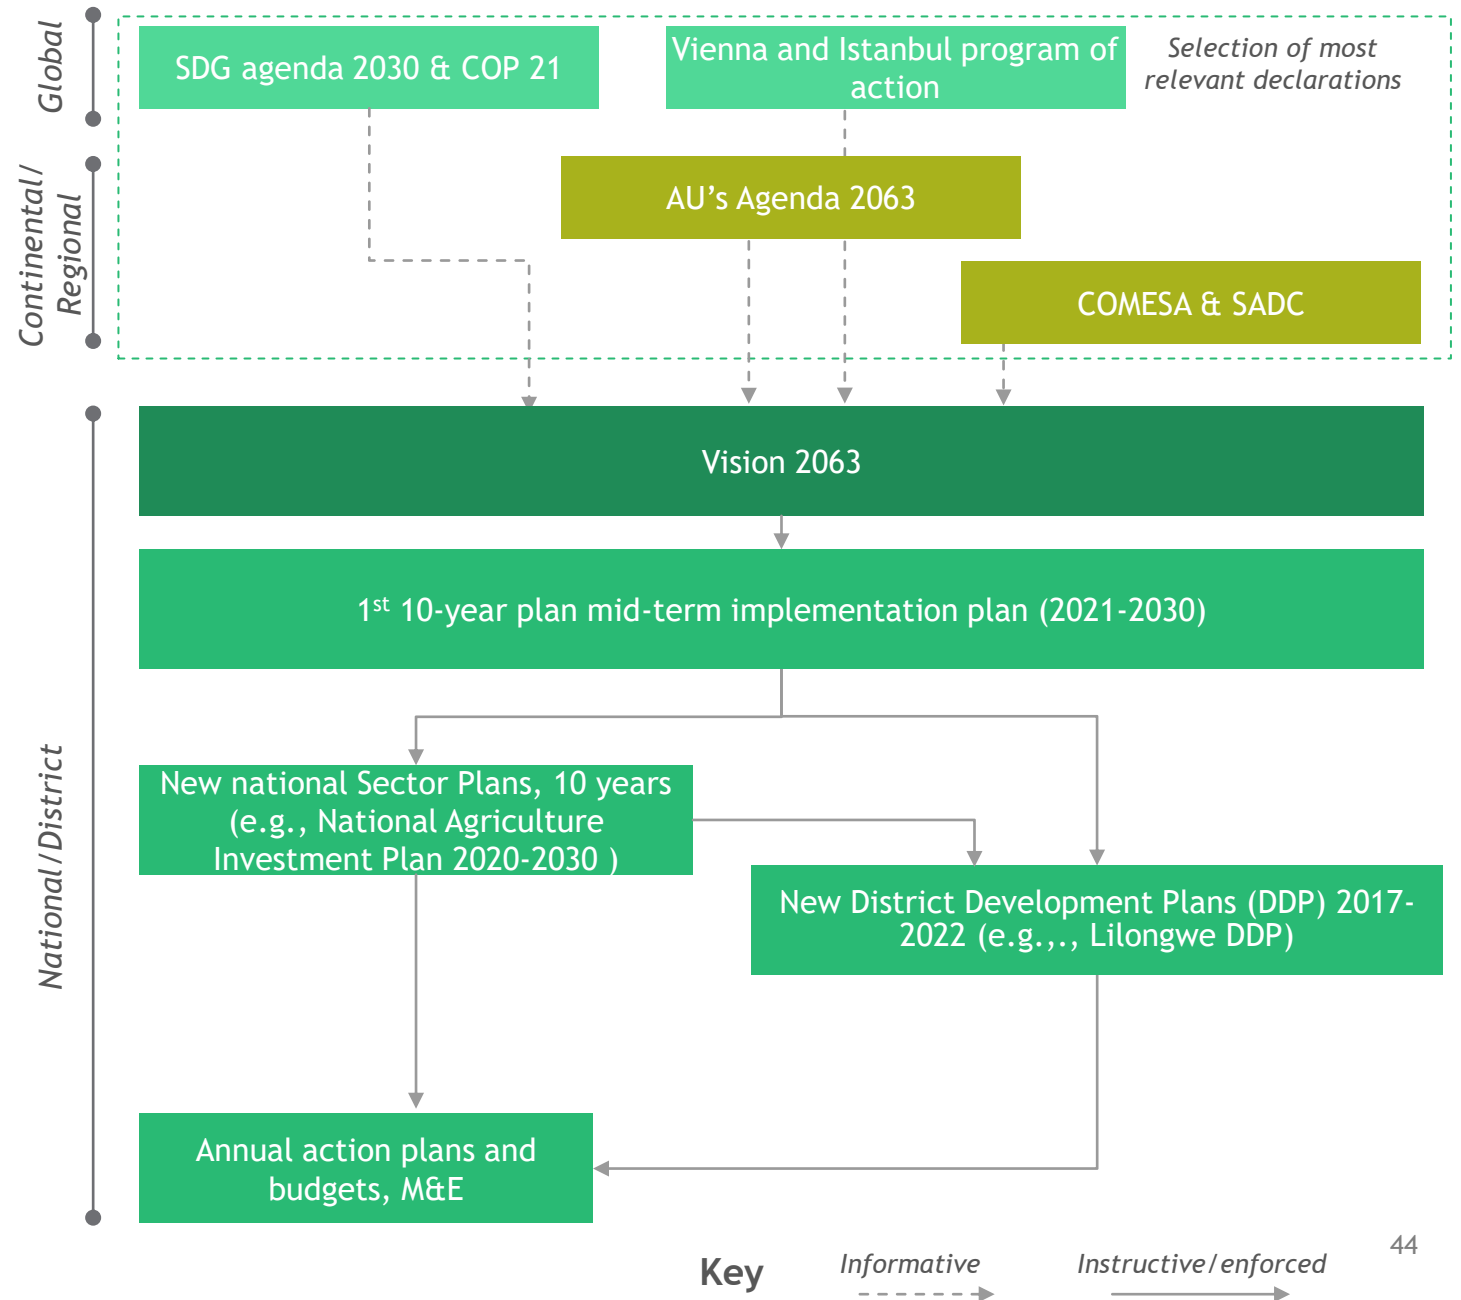 Global
SDG agenda 2030 & COP 21
Vienna and Istanbul program of
action
Selection of most
relevant declarations
Continental/
Regional
AU’s Agenda 2063
COMESA & SADC
National/District
Vision 2063
1st 10-year plan mid-term implementation plan (2021-2030)
New national Sector Plans, 10 years
(e.g., National Agriculture
Investment Plan 2020-2030 )
New District Development Plans (DDP) 2017-
2022 (e.g.,., Lilongwe DDP)
Annual action plans and
budgets, M&E
Key
Informative
Instructive/enforced
44